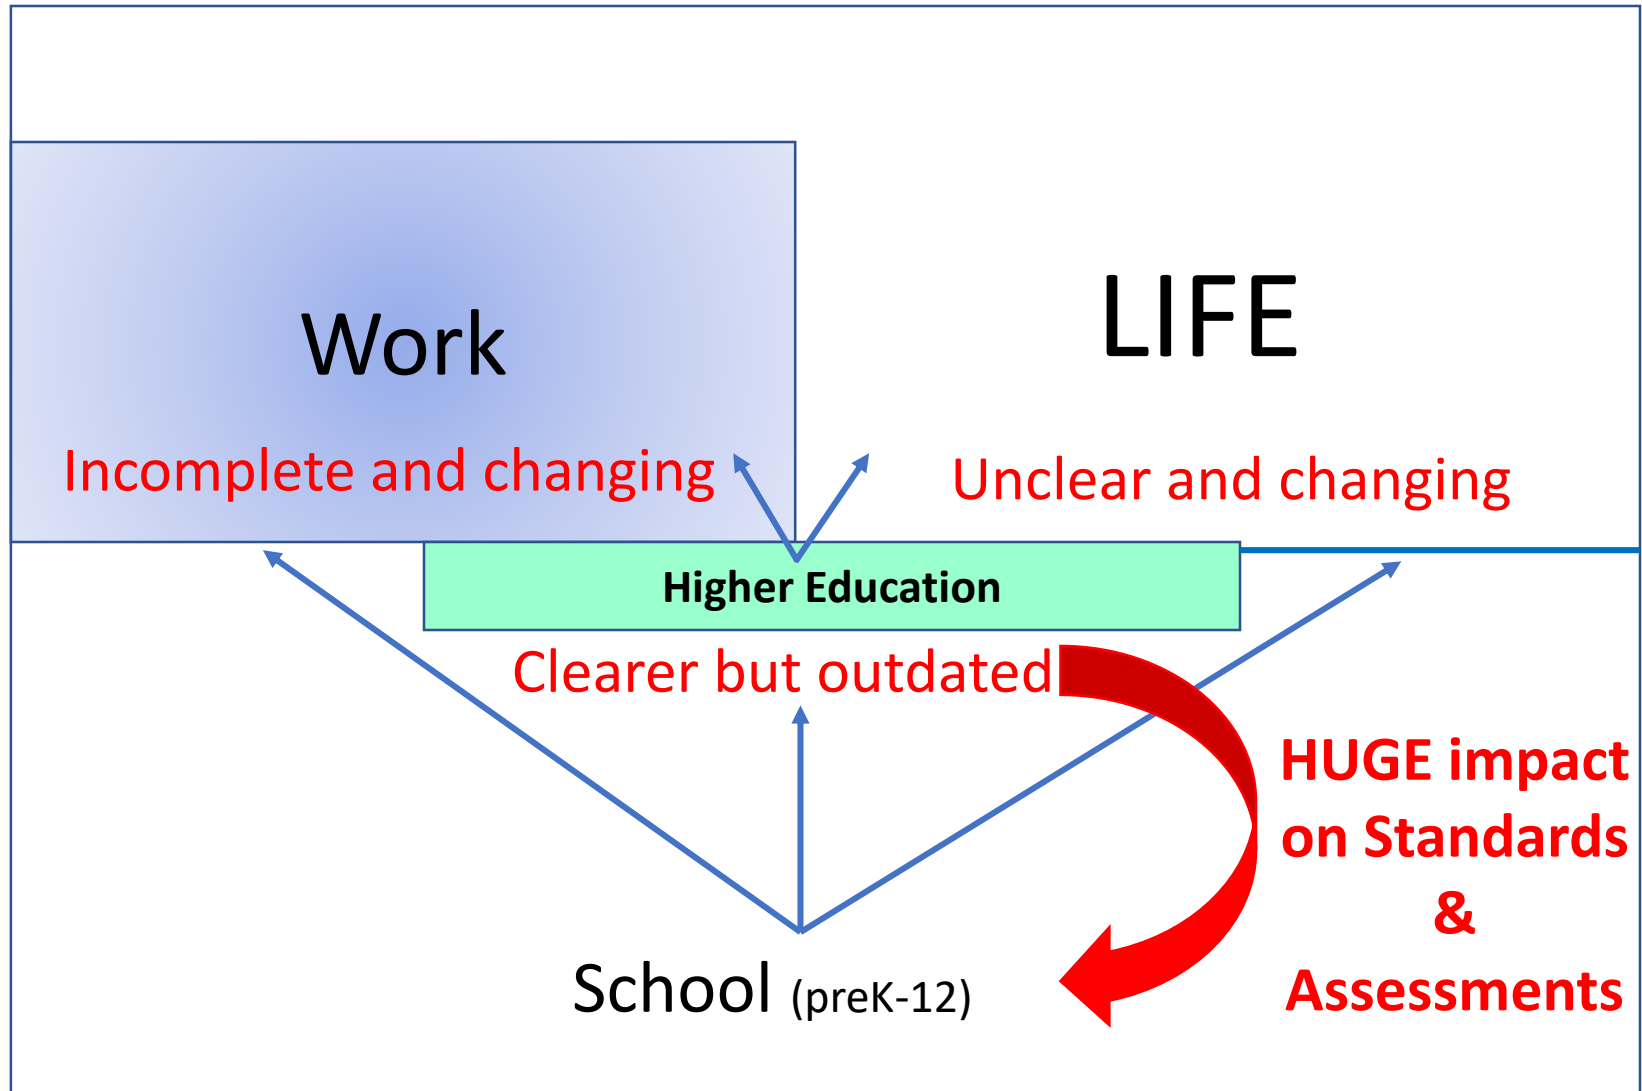 Work
LIFE
Incomplete and changing
Unclear and changing
Higher Education
Clearer but outdated
HUGE impact
on Standards
&
Assessments
School (preK-12)